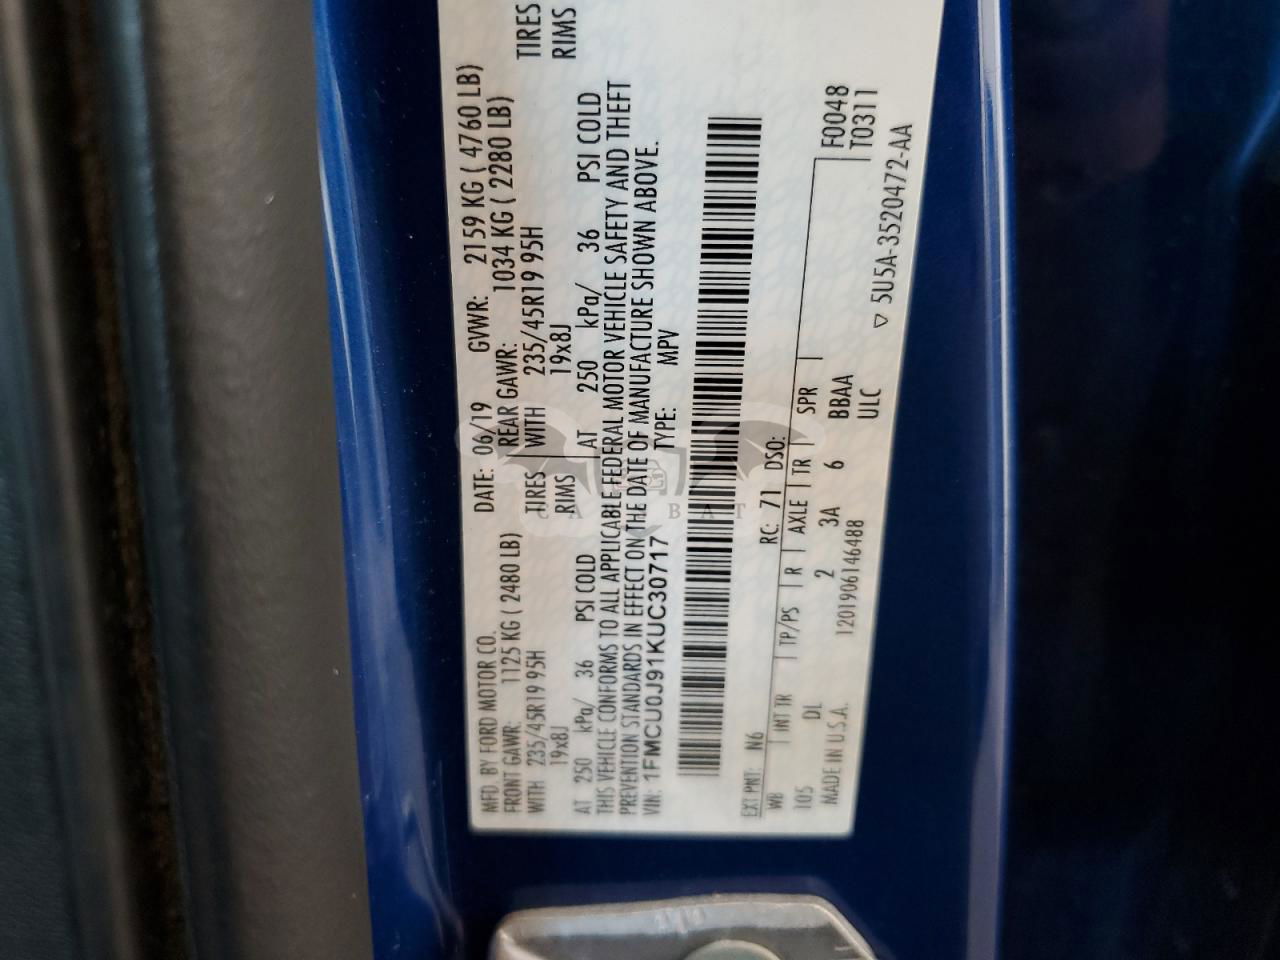 MFD. BY FORD MOTOR CO. DATE: 06/19 GVWR: 2159 KG ( 4760 LB)
FRONT GAWR: 1125 KG ( 2480 LB) REAR GAWR: 1034 KG ( 2280 LB)
WITH 235/45R19 95H TIRES WITH 235/45R19 95H TIRES
19x8J RIMS 19x8J RIMS
AT 250 kPa/ 36 PSI COLD AT 250 kPa/ 36 PSI COLD
THIS VEHICLE CONFORMS TO ALL APPLICABLE FEDERAL MOTOR VEHICLE SAFETY AND THEFT
PREVENTION STANDARDS IN EFFECT ON THE DATE OF MANUFACTURE SHOWN ABOVE.
VIN: 1FMCU0J91KUC30717 TYPE: MPV
EXT PNT: N6 RC: 71 DSO:
WB INT TR TP/PS R AXLE TR SPR F0048
105 DL 2 3A 6 BBAA T0311
MADE IN U.S.A. 1201906146488 ULC
▽ 5U5A-3520472-AA
CAR BAT